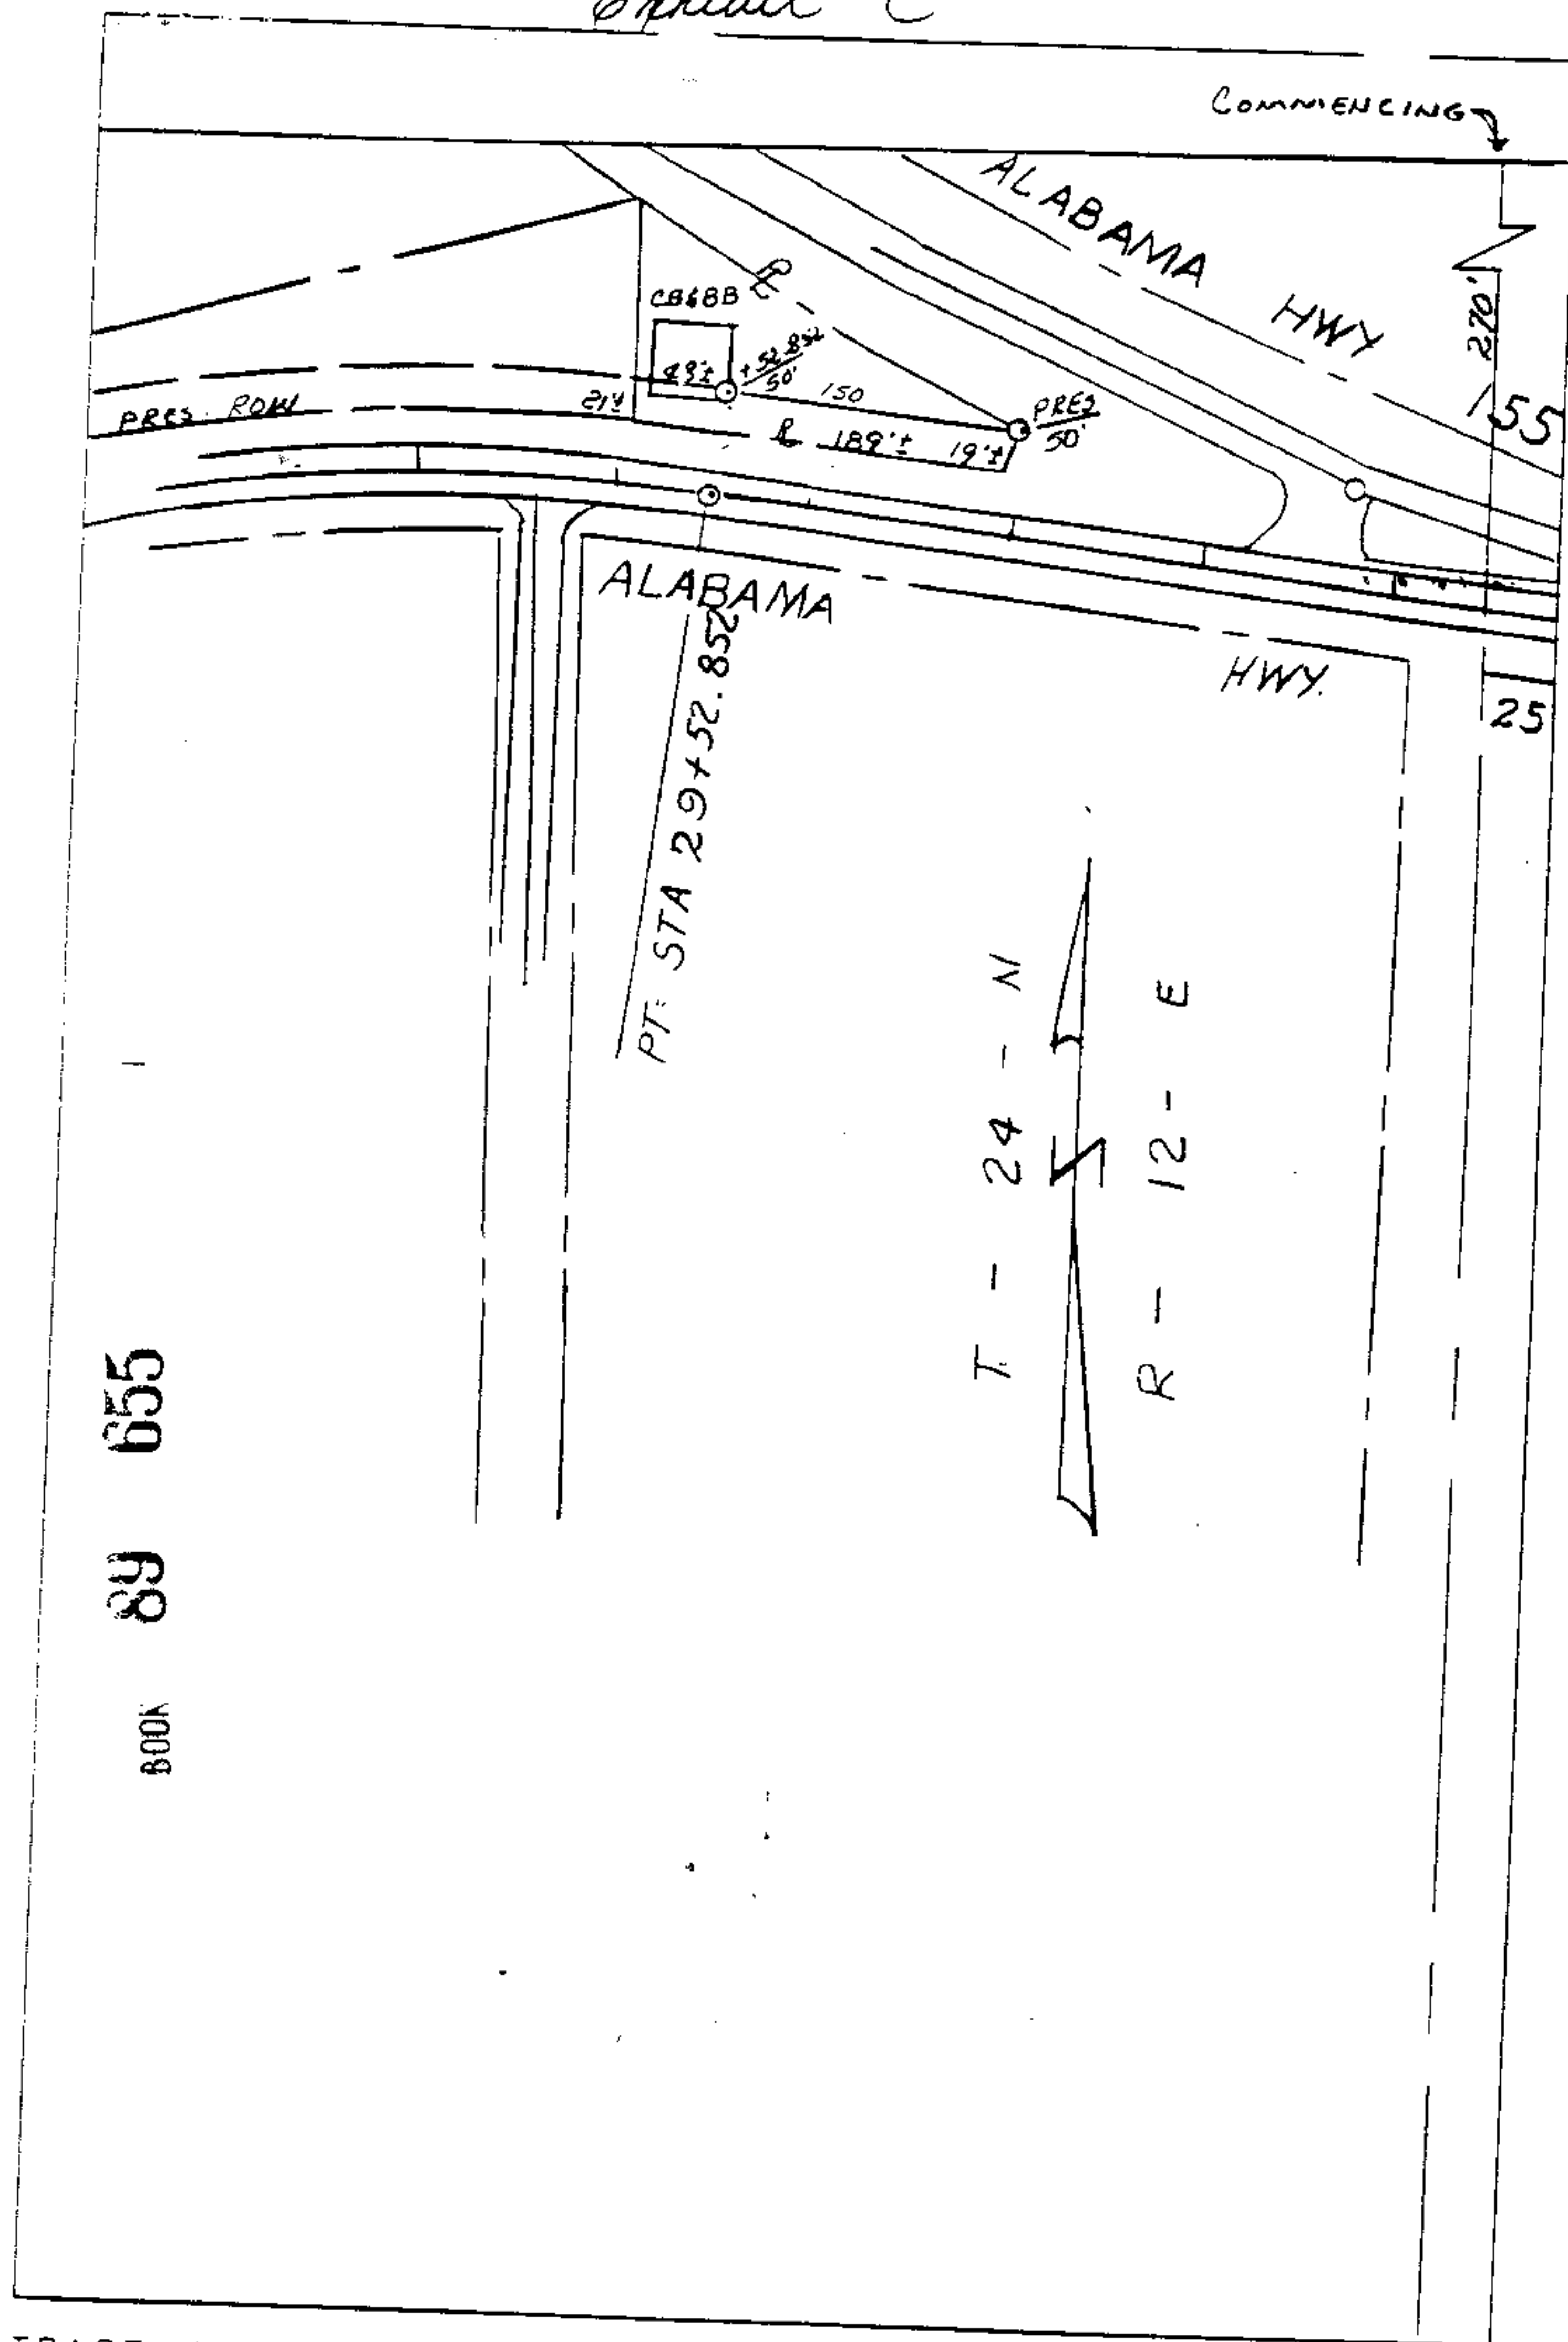 Exhibit C
COMMENCING
ALABAMA HWY 155
270'
CB&BB
49'±
+52.852
50'
150
PRES
50'
PRES. ROW
21'±
189'± 19'±
ALABAMA HWY. 25
PT= STA 29+52.852
T. - 24 - N
R - 12 - E
N
BOOK 89 655